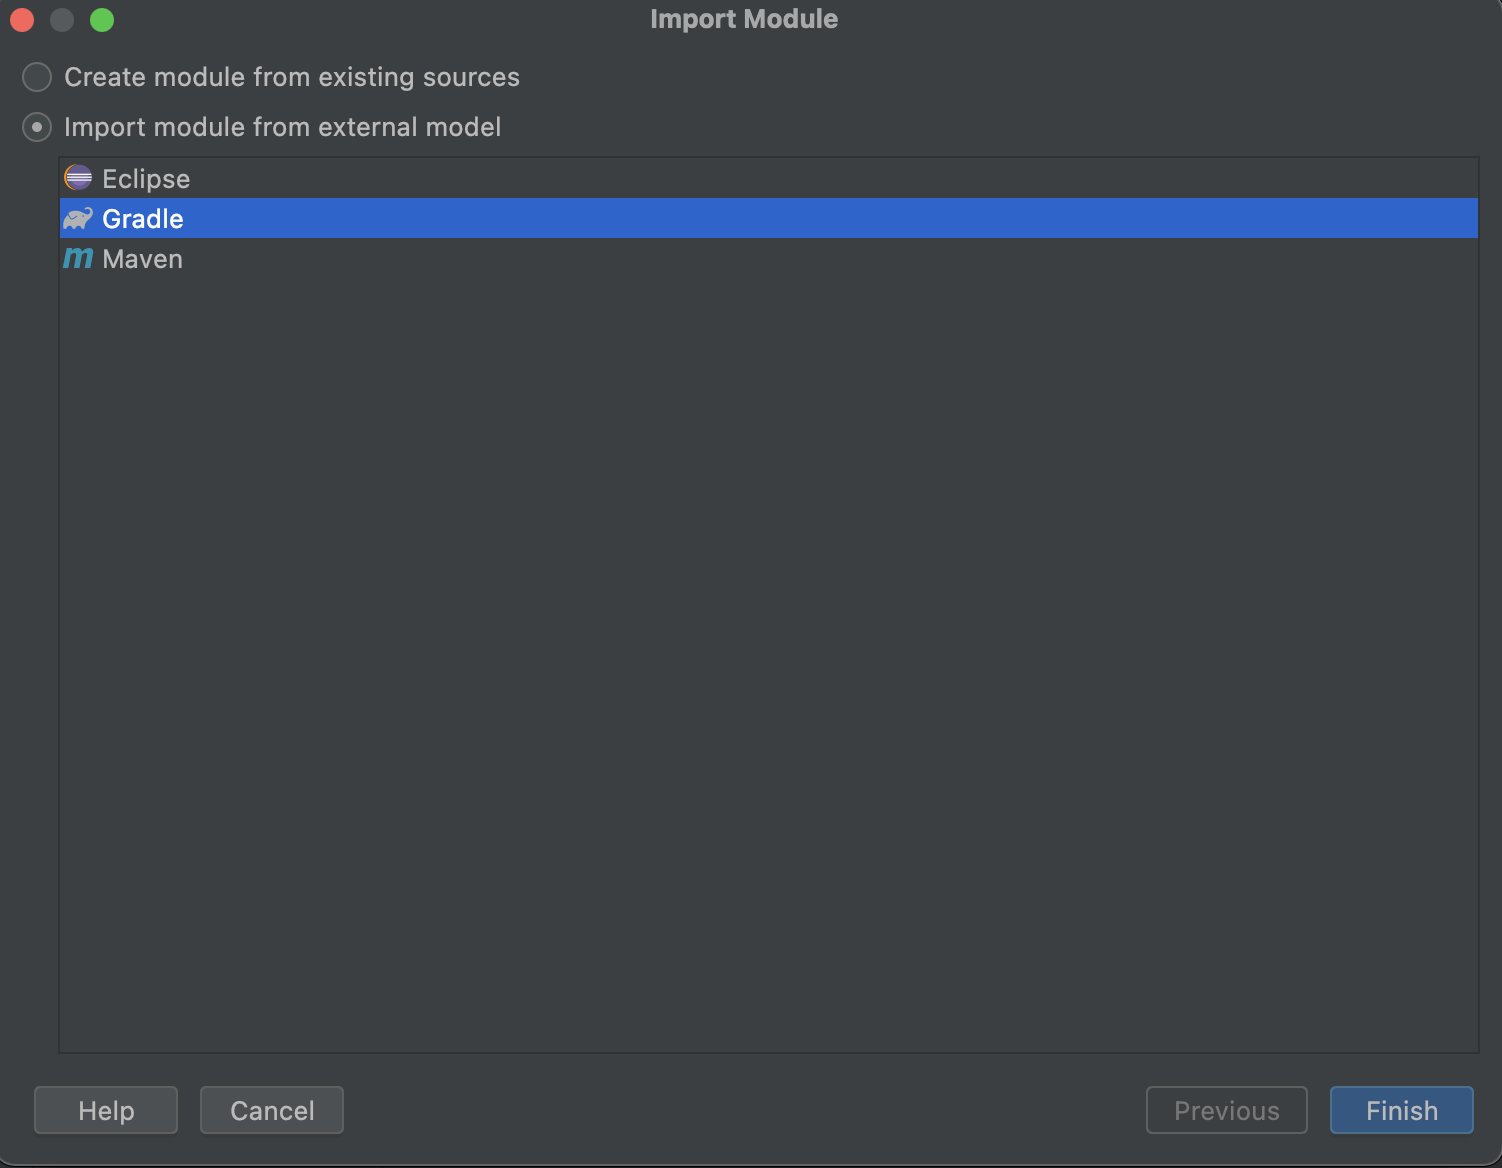 Import Module
Create module from existing sources
Import module from external model
Eclipse
Gradle
m Maven
Help Cancel Previous Finish